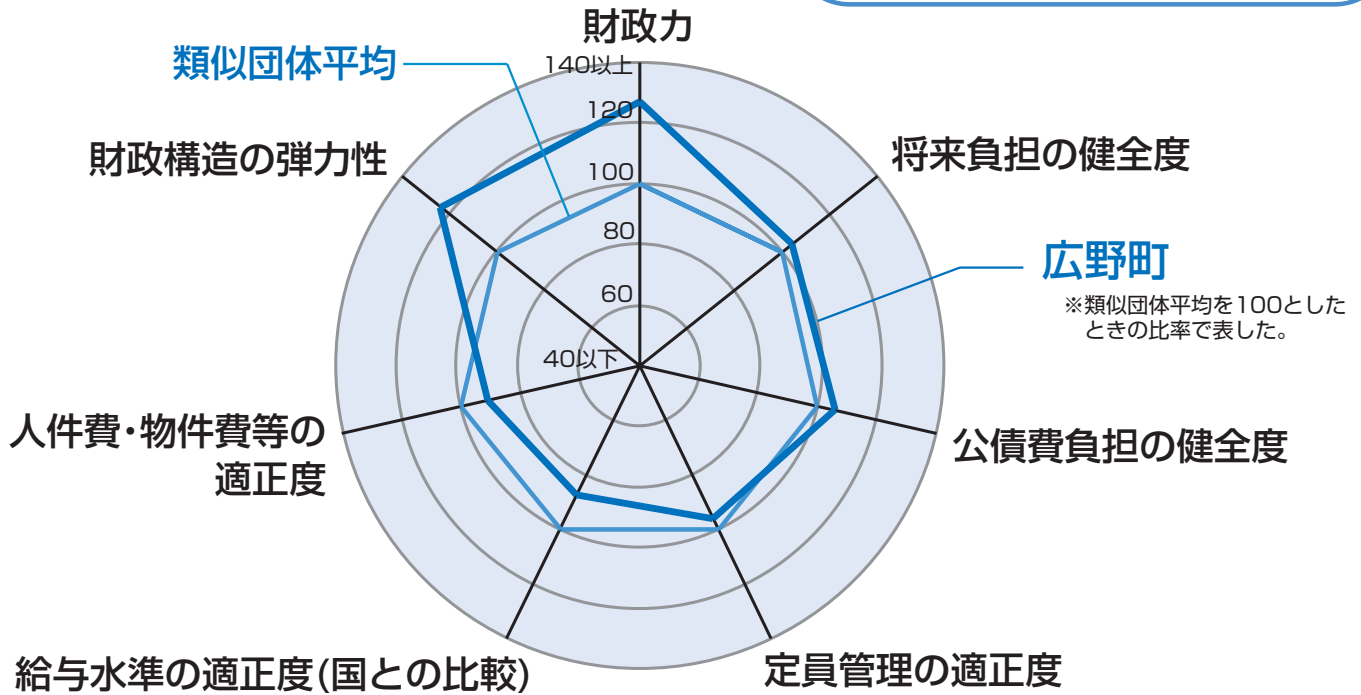 財政力
類似団体平均
140以上
120
財政構造の弾力性
将来負担の健全度
100
80
広野町
※類似団体平均を100とした
ときの比率で表した。
60
40以下
人件費・物件費等の
適正度
公債費負担の健全度
給与水準の適正度(国との比較)
定員管理の適正度